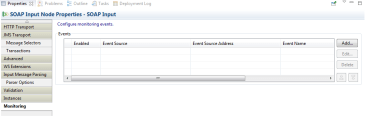 Properties Problems Outline Tasks Deployment Log
SOAP Input Node Properties - SOAP Input
HTTP Transport
JMS Transport
Message Selectors
Transactions
Advanced
WS Extensions
Input Message Parsing
Parser Options
Validation
Instances
Monitoring
Configure monitoring events.
Events
Enabled Event Source Event Source Address Event Name
Add...
Edit...
Delete